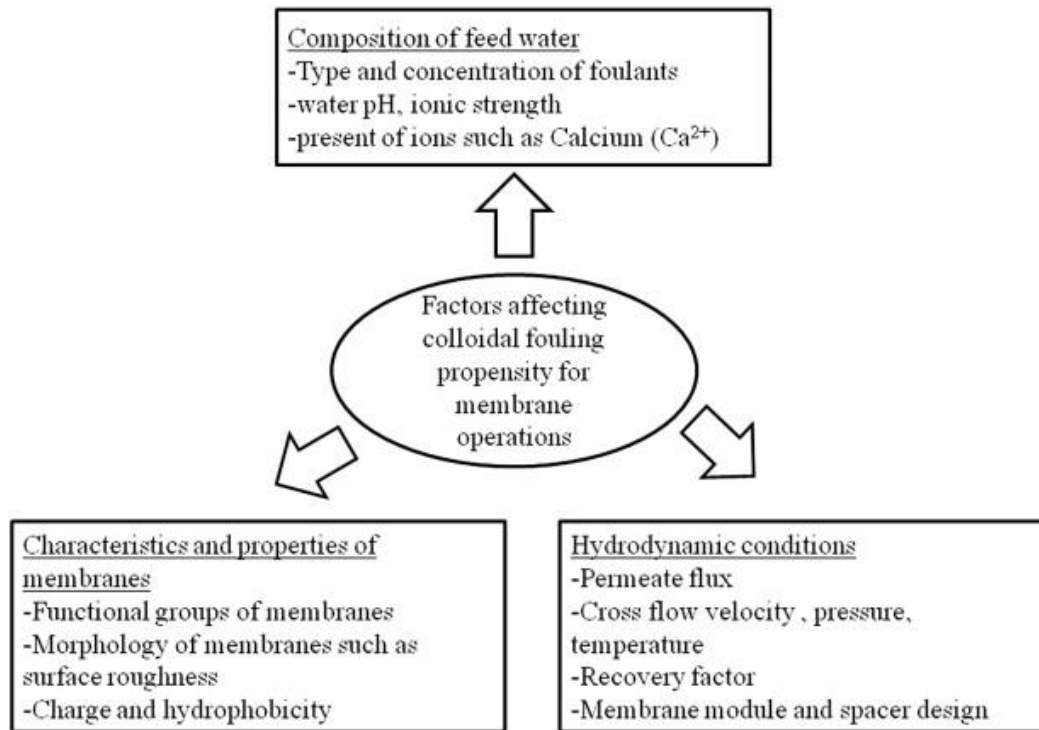 Composition of feed water
-Type and concentration of foulants
-water pH, ionic strength
-present of ions such as Calcium (Ca²⁺)
Factors affecting
colloidal fouling
propensity for
membrane
operations
Characteristics and properties of
membranes
-Functional groups of membranes
-Morphology of membranes such as
surface roughness
-Charge and hydrophobicity
Hydrodynamic conditions
-Permeate flux
-Cross flow velocity , pressure,
temperature
-Recovery factor
-Membrane module and spacer design